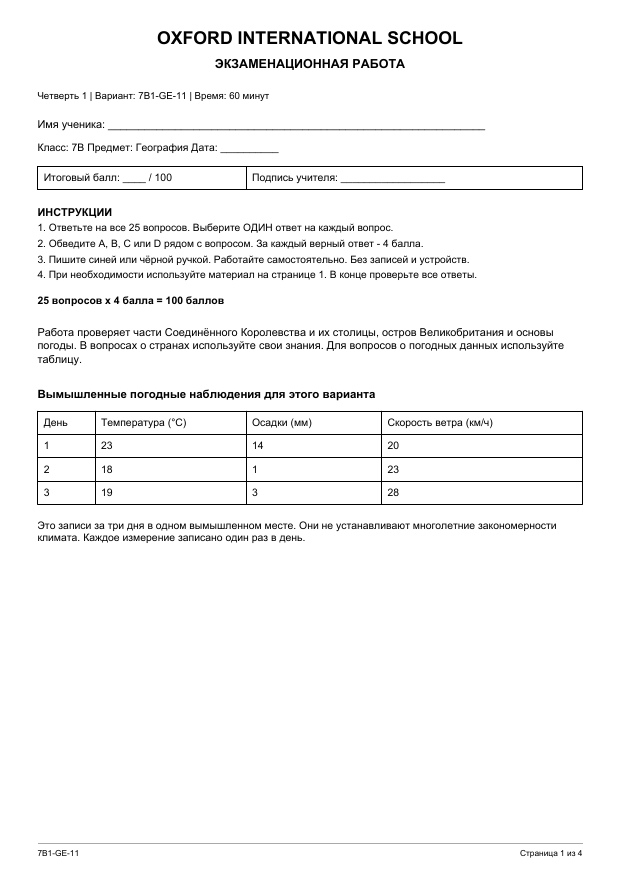 OXFORD INTERNATIONAL SCHOOL
ЭКЗАМЕНАЦИОННАЯ РАБОТА
Четверть 1 | Вариант: 7B1-GE-11 | Время: 60 минут
Имя ученика: ___________________________________________________________________
Класс: 7B Предмет: География Дата: __________
Итоговый балл: ____ / 100 Подпись учителя: __________________
ИНСТРУКЦИИ
1. Ответьте на все 25 вопросов. Выберите ОДИН ответ на каждый вопрос.
2. Обведите A, B, C или D рядом с вопросом. За каждый верный ответ - 4 балла.
3. Пишите синей или чёрной ручкой. Работайте самостоятельно. Без записей и устройств.
4. При необходимости используйте материал на странице 1. В конце проверьте все ответы.
25 вопросов x 4 балла = 100 баллов
Работа проверяет части Соединённого Королевства и их столицы, остров Великобритания и основы
погоды. В вопросах о странах используйте свои знания. Для вопросов о погодных данных используйте
таблицу.
Вымышленные погодные наблюдения для этого варианта
День Температура (°C) Осадки (мм) Скорость ветра (км/ч)
1 23 14 20
2 18 1 23
3 19 3 28
Это записи за три дня в одном вымышленном месте. Они не устанавливают многолетние закономерности
климата. Каждое измерение записано один раз в день.
7B1-GE-11 Страница 1 из 4